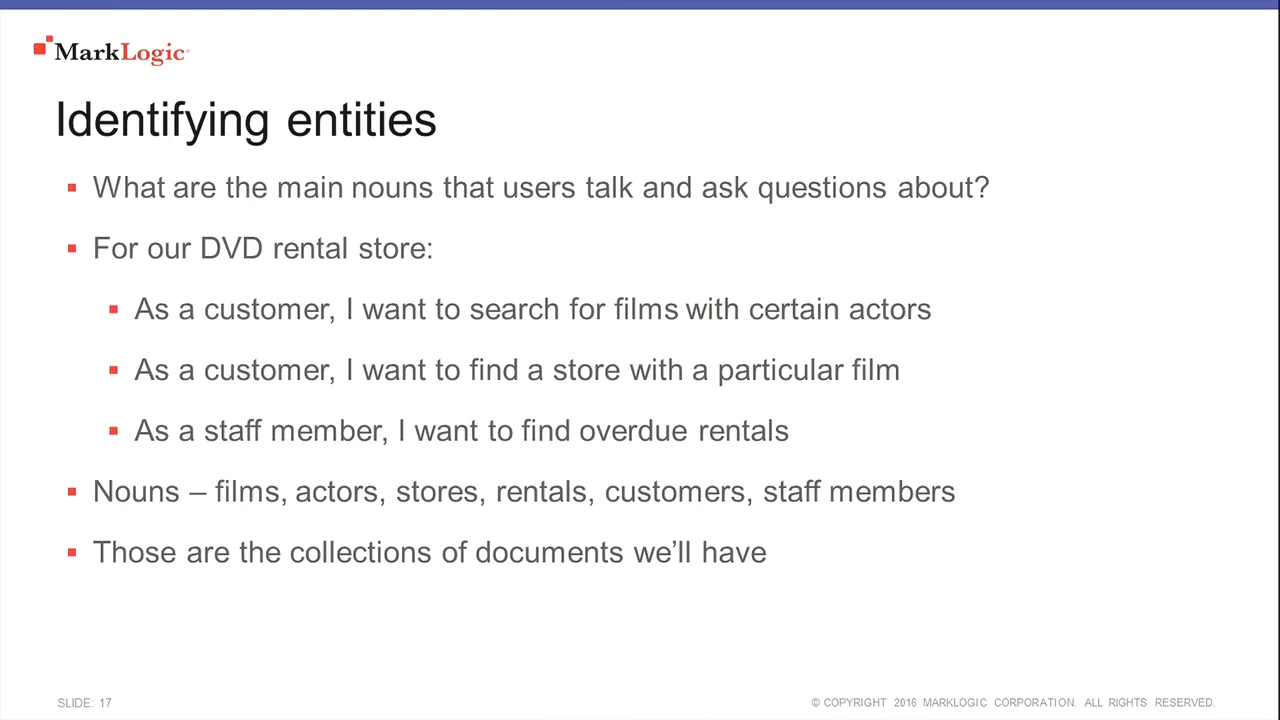 MarkLogic
Identifying entities
What are the main nouns that users talk and ask questions about?
For our DVD rental store:
As a customer, I want to search for films with certain actors
As a customer, I want to find a store with a particular film
As a staff member, I want to find overdue rentals
Nouns – films, actors, stores, rentals, customers, staff members
Those are the collections of documents we’ll have
SLIDE: 17
© COPYRIGHT 2016 MARKLOGIC CORPORATION. ALL RIGHTS RESERVED.